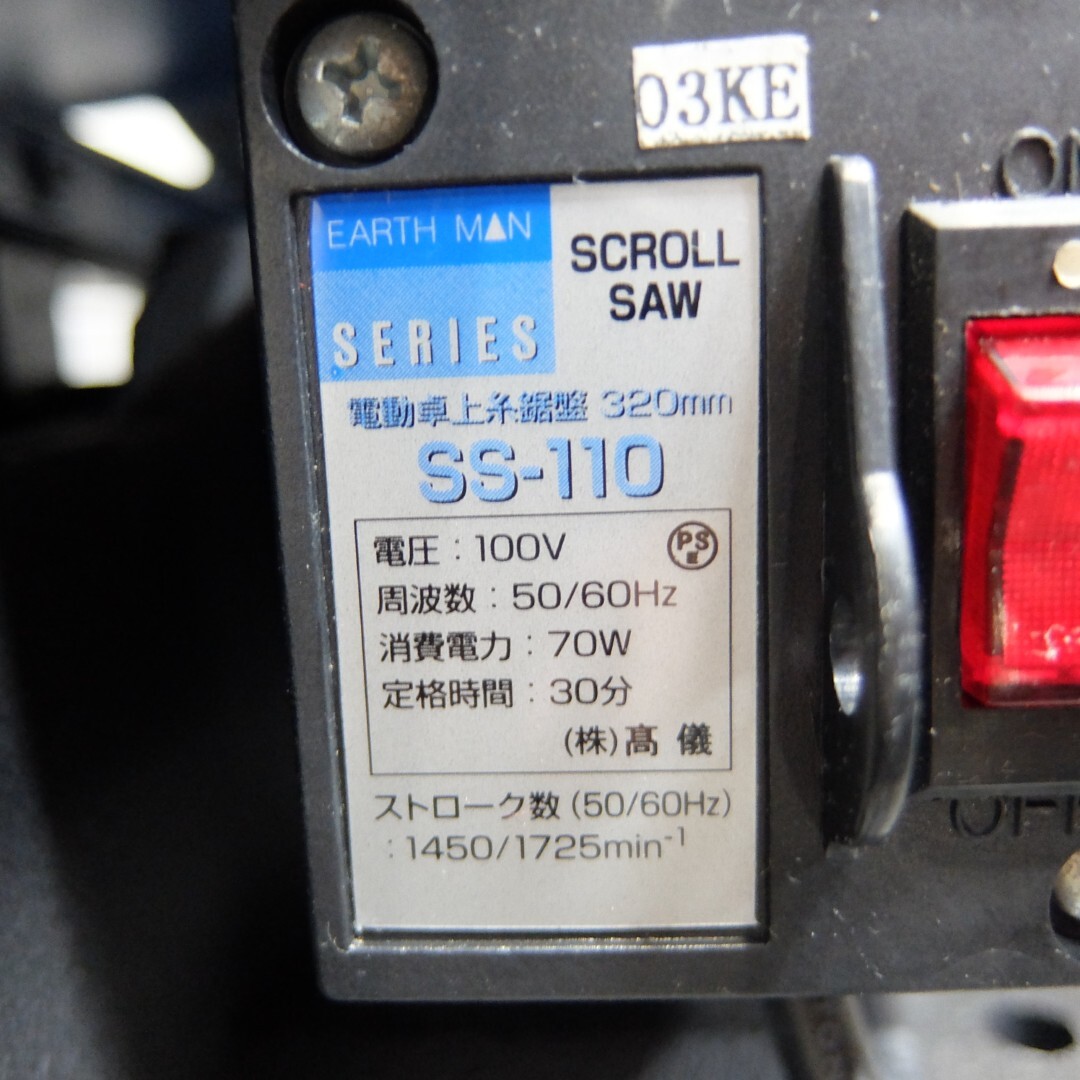 03KE
EARTH MAN
SERIES
SCROLL
SAW
電動卓上糸鋸盤 320mm
SS-110
電圧：100V
PS
E
周波数：50/60Hz
消費電力：70W
定格時間：30分
(株)髙儀
ストローク数(50/60Hz)
：1450/1725min⁻¹